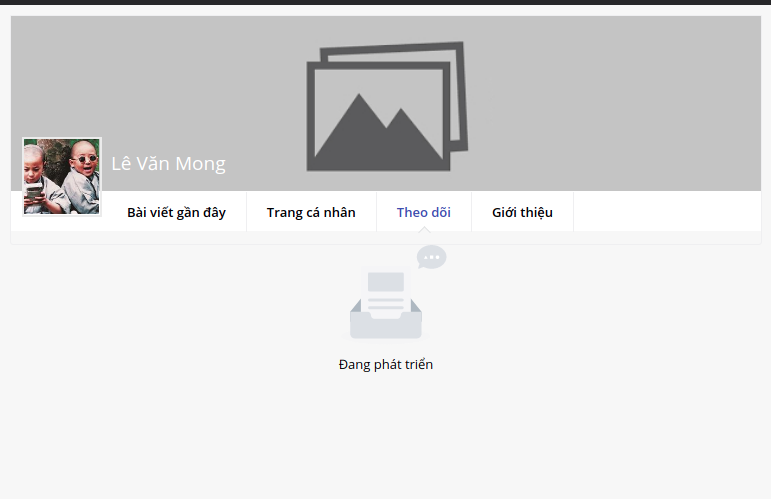 Lê Văn Mong
Bài viết gần đây
Trang cá nhân
Theo dõi
Giới thiệu
Đang phát triển